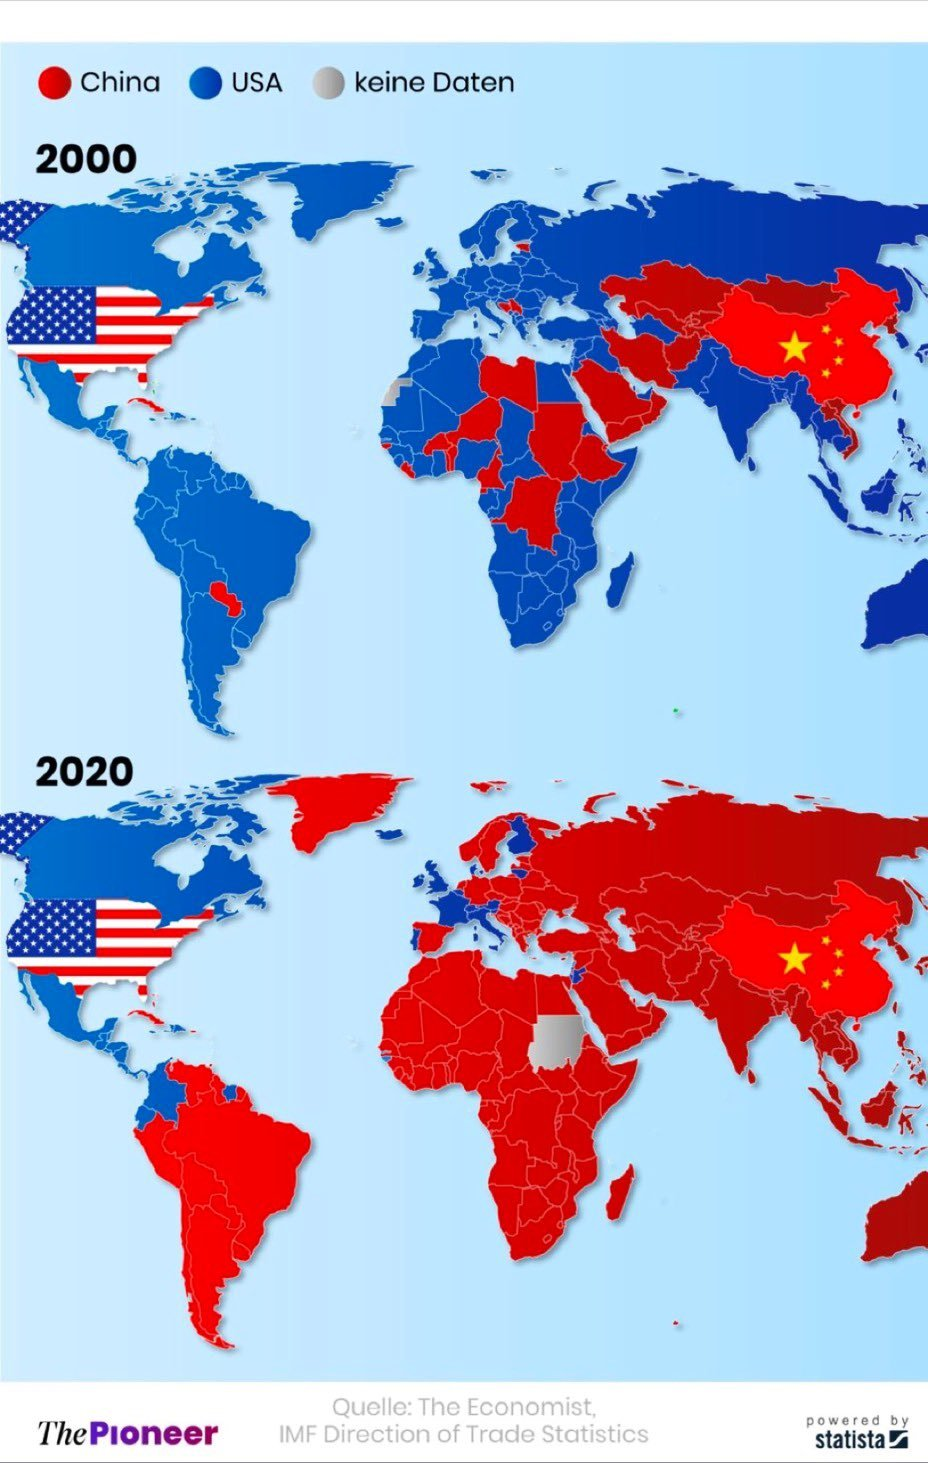 China USA keine Daten
2000
2020
Quelle: The Economist,
IMF Direction of Trade Statistics
The Pioneer
powered by
statista